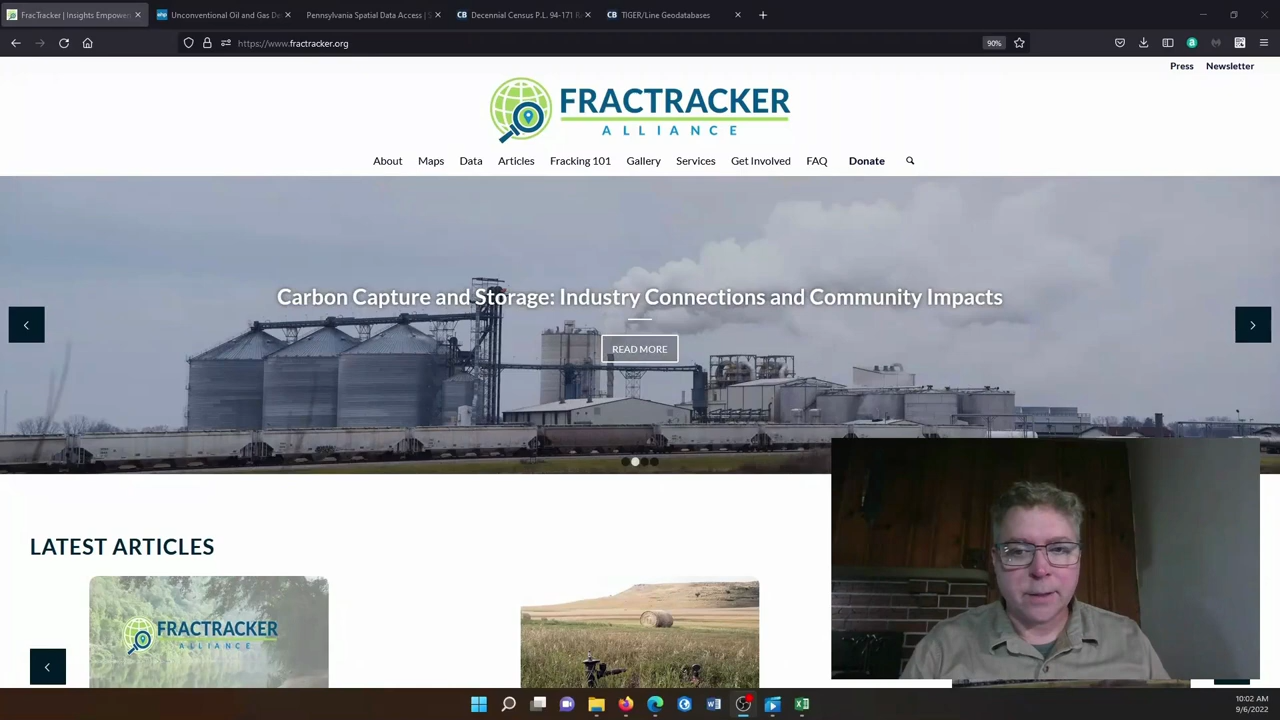 FracTracker | Insights Empower
Unconventional Oil and Gas De
Pennsylvania Spatial Data Access | S
Decennial Census P.L. 94-171 R
TIGER/Line Geodatabases
https://www.fractracker.org
90%
Press
Newsletter
FRACTRACKER
ALLIANCE
About
Maps
Data
Articles
Fracking 101
Gallery
Services
Get Involved
FAQ
Donate
Carbon Capture and Storage: Industry Connections and Community Impacts
READ MORE
LATEST ARTICLES
FRACTRACKER
ALLIANCE
10:02 AM
9/6/2022